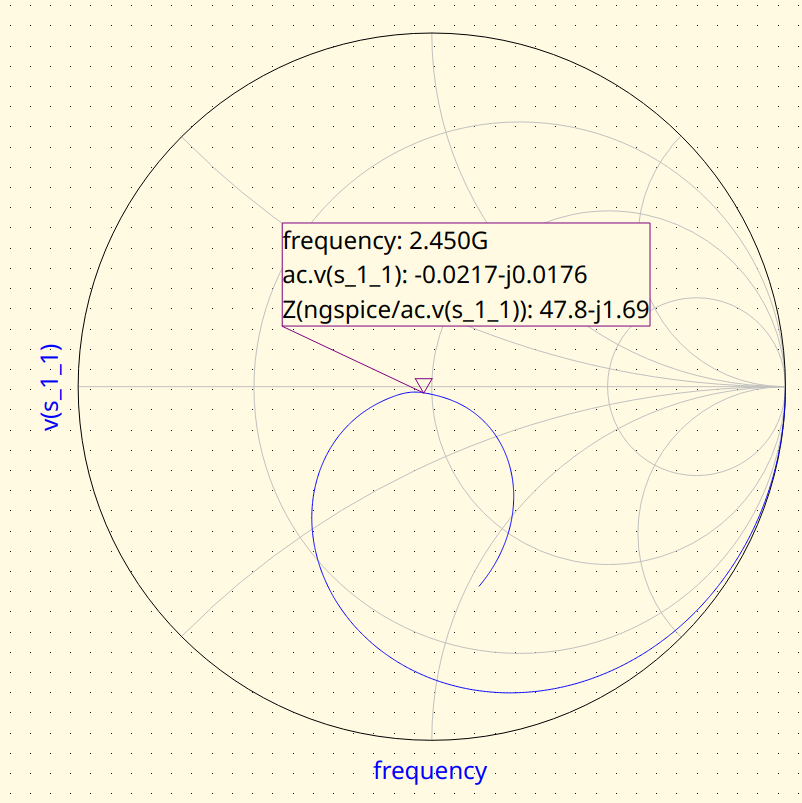 frequency: 2.450G
ac.v(s_1_1): -0.0217-j0.0176
Z(ngspice/ac.v(s_1_1)): 47.8-j1.69
v(s_1_1)
frequency